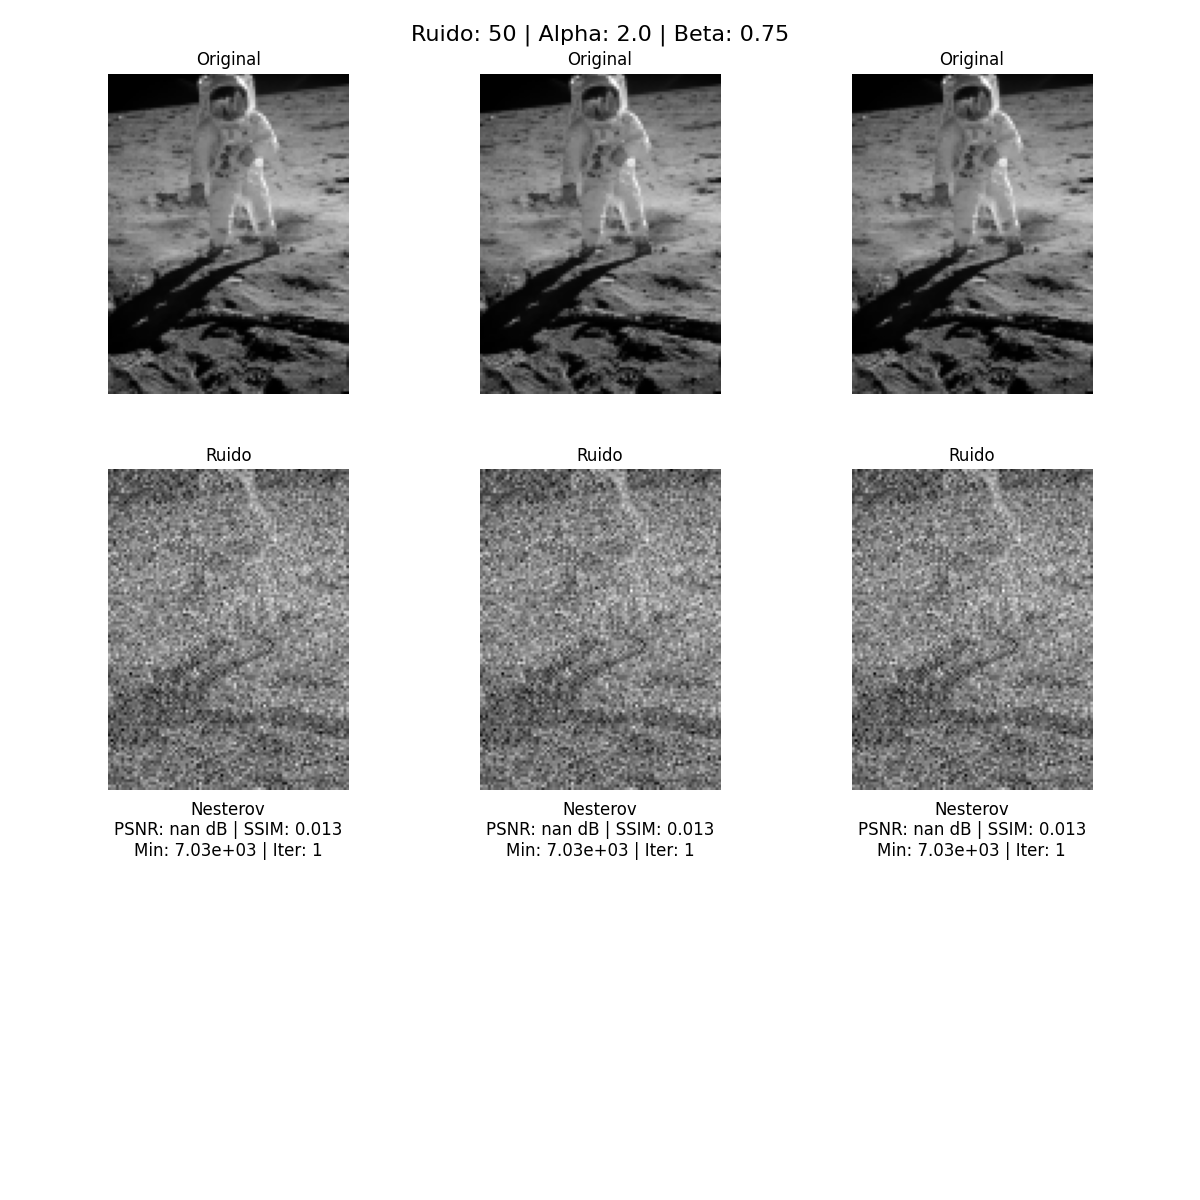 Ruido: 50 | Alpha: 2.0 | Beta: 0.75
Original
Original
Original
Ruido
Ruido
Ruido
Nesterov
PSNR: nan dB | SSIM: 0.013
Min: 7.03e+03 | Iter: 1
Nesterov
PSNR: nan dB | SSIM: 0.013
Min: 7.03e+03 | Iter: 1
Nesterov
PSNR: nan dB | SSIM: 0.013
Min: 7.03e+03 | Iter: 1